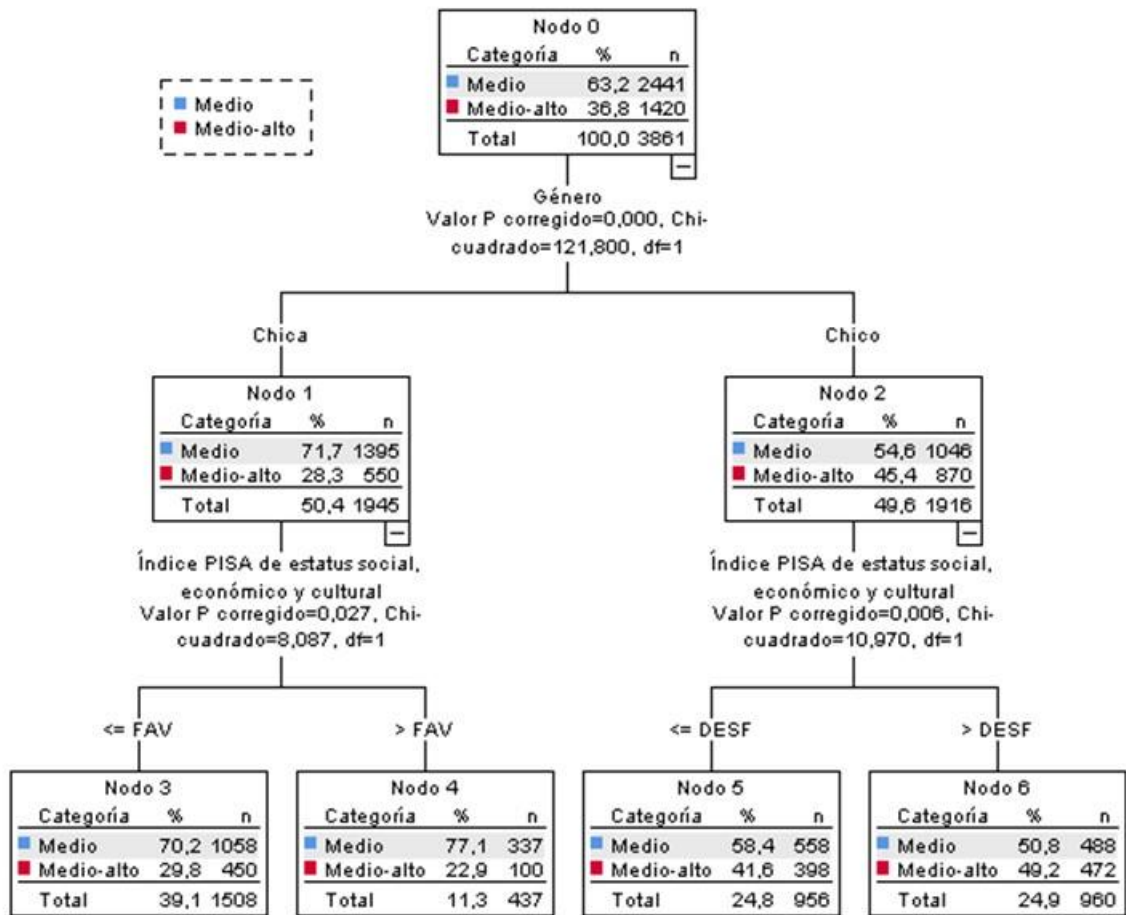 Nodo 0
Categoría % n
Medio 63,2 2441
Medio-alto 36,8 1420
Total 100,0 3861
Medio
Medio-alto
Género
Valor P corregido=0,000, Chi-
cuadrado=121,800, df=1
Chica
Chico
Nodo 1
Categoría % n
Medio 71,7 1395
Medio-alto 28,3 550
Total 50,4 1945
Nodo 2
Categoría % n
Medio 54,6 1046
Medio-alto 45,4 870
Total 49,6 1916
Índice PISA de estatus social,
económico y cultural
Valor P corregido=0,027, Chi-
cuadrado=8,087, df=1
Índice PISA de estatus social,
económico y cultural
Valor P corregido=0,006, Chi-
cuadrado=10,970, df=1
<= FAV
> FAV
<= DESF
> DESF
Nodo 3
Categoría % n
Medio 70,2 1058
Medio-alto 29,8 450
Total 39,1 1508
Nodo 4
Categoría % n
Medio 77,1 337
Medio-alto 22,9 100
Total 11,3 437
Nodo 5
Categoría % n
Medio 58,4 558
Medio-alto 41,6 398
Total 24,8 956
Nodo 6
Categoría % n
Medio 50,8 488
Medio-alto 49,2 472
Total 24,9 960